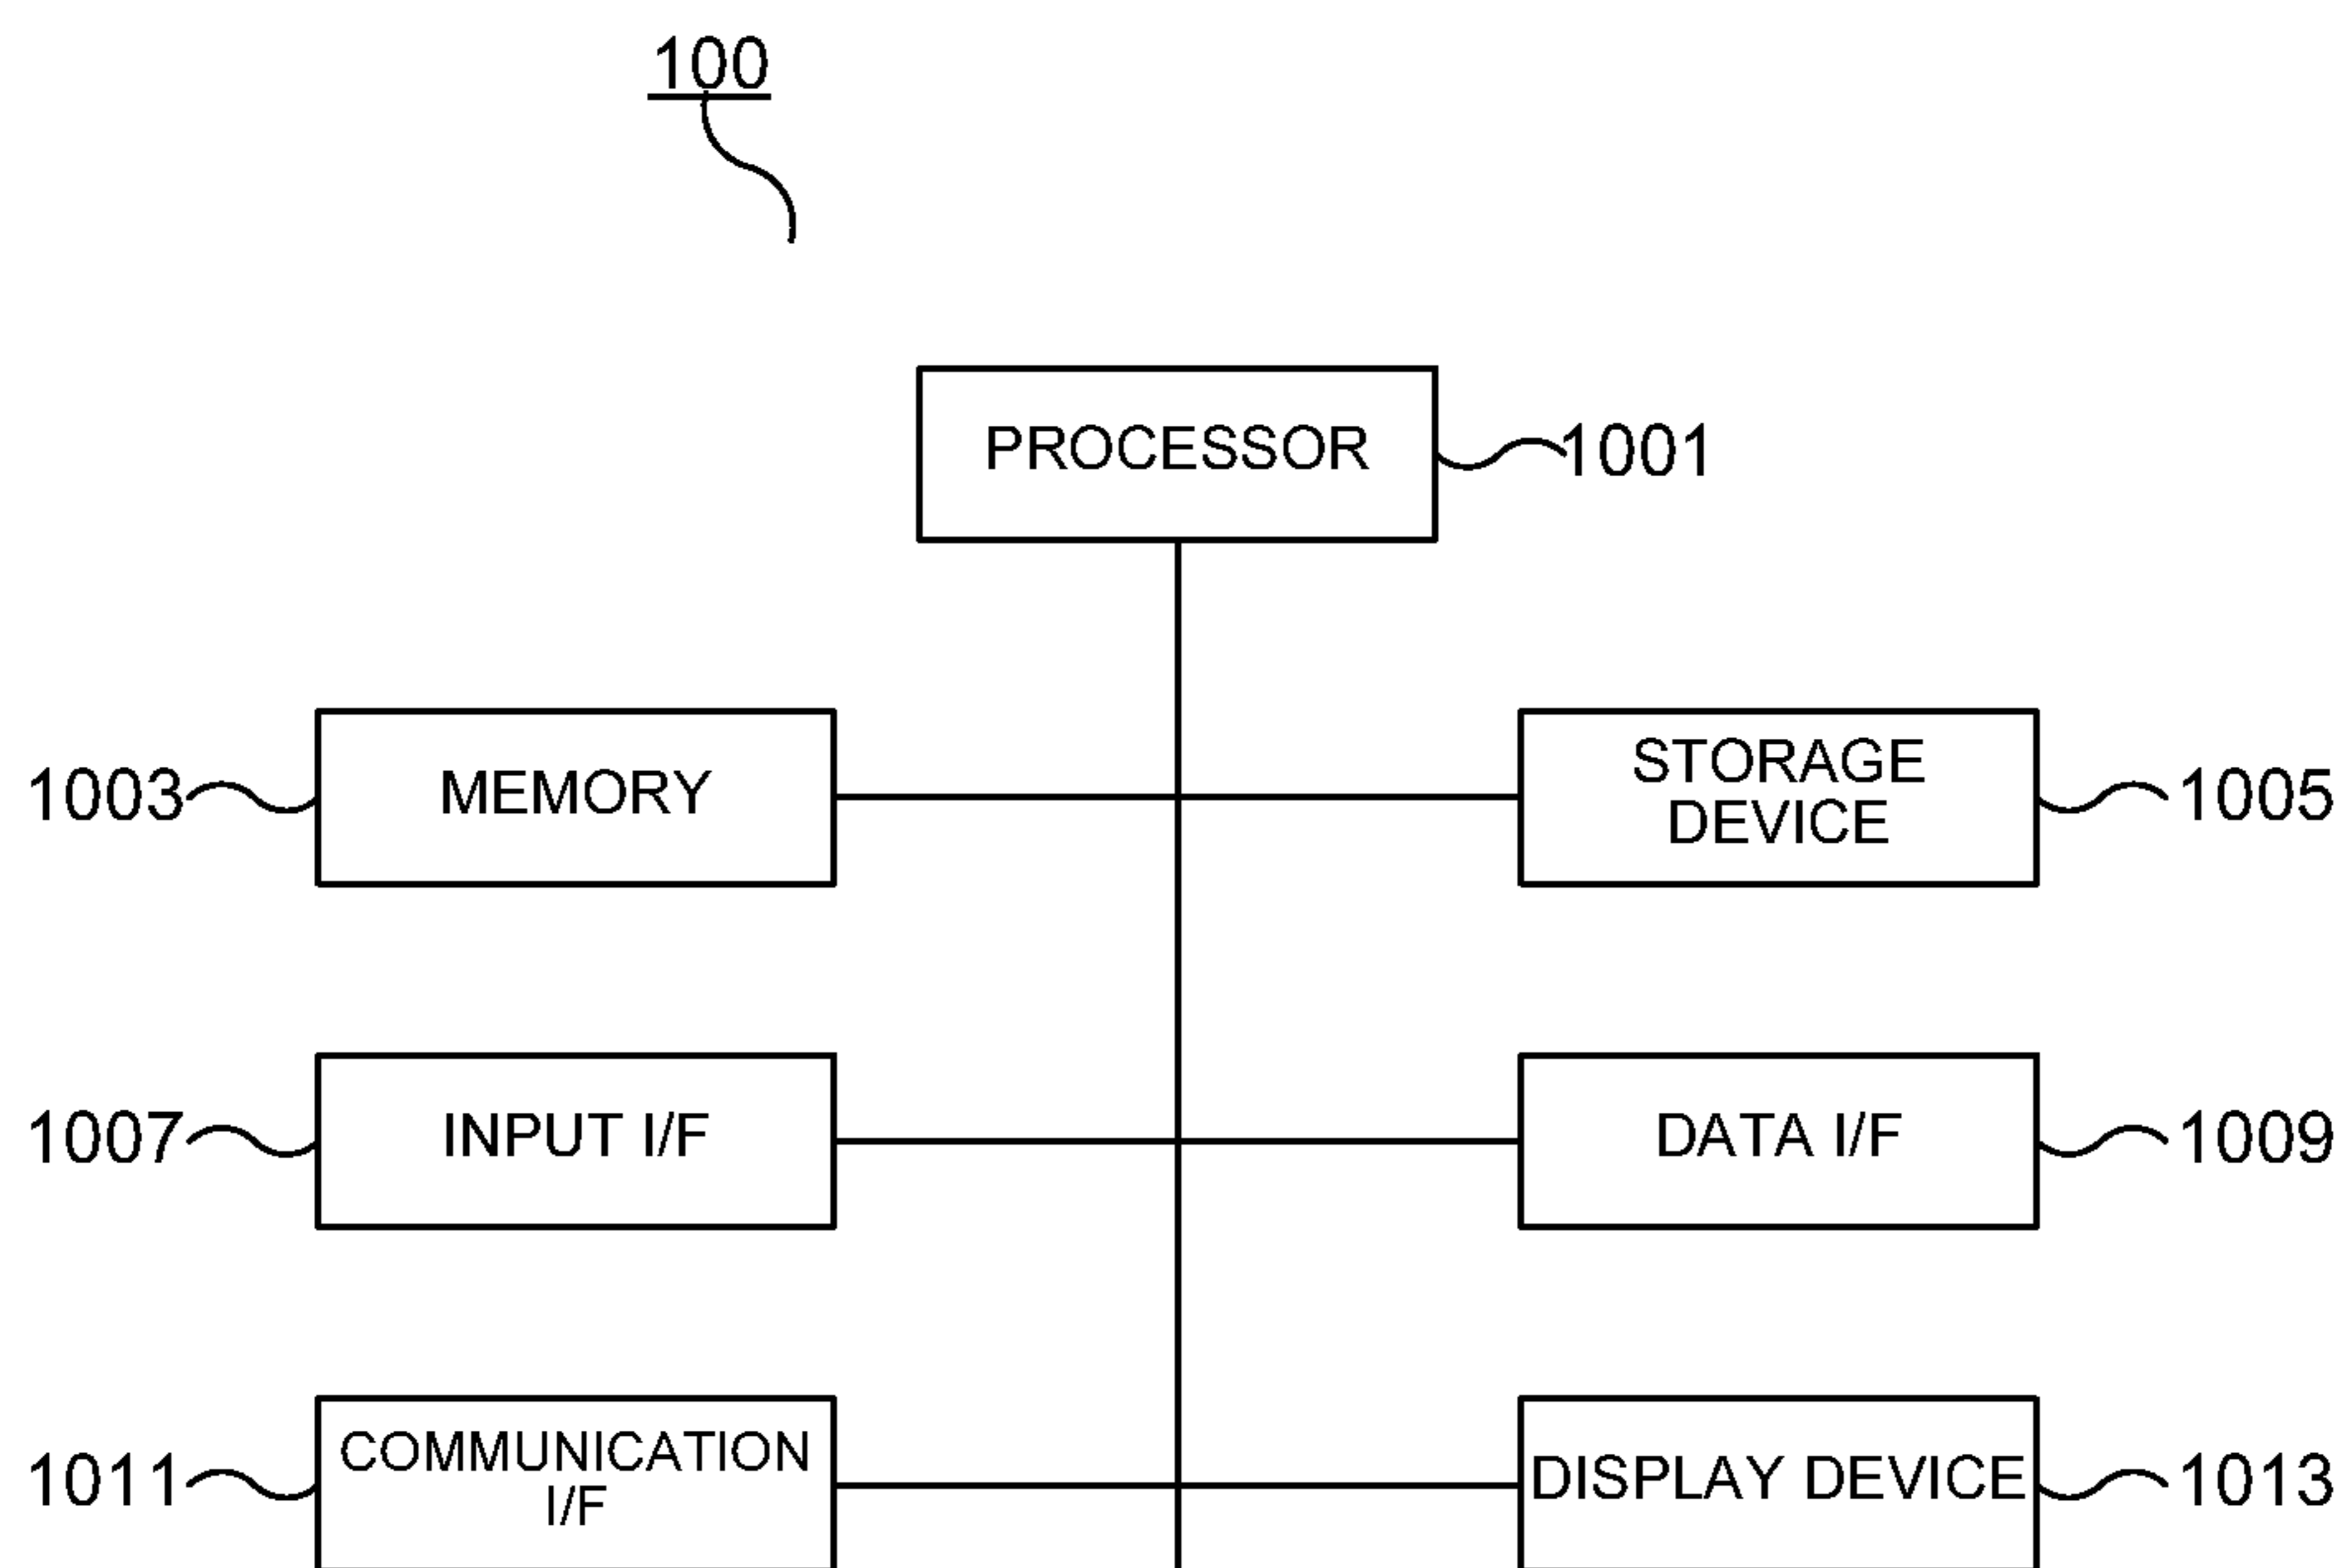 100
PROCESSOR
1001
1003
MEMORY
STORAGE
DEVICE
1005
1007
INPUT I/F
DATA I/F
1009
1011
COMMUNICATION
I/F
DISPLAY DEVICE
1013